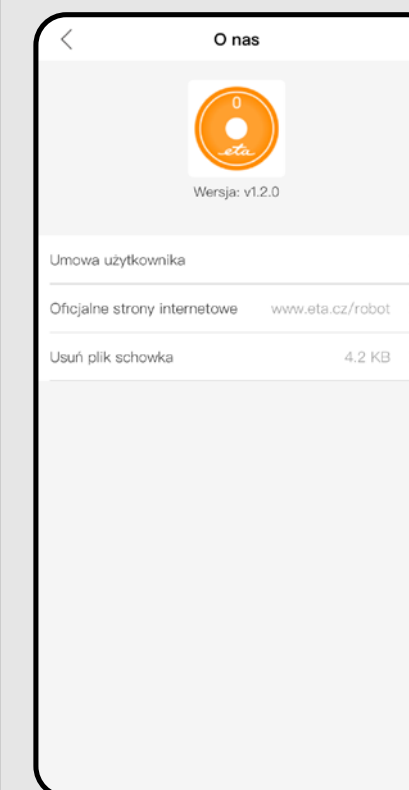 O nas
0
eta
Wersja: v1.2.0
Umowa użytkownika
Oficjalne strony internetowe www.eta.cz/robot
Usuń plik schowka 4.2 KB